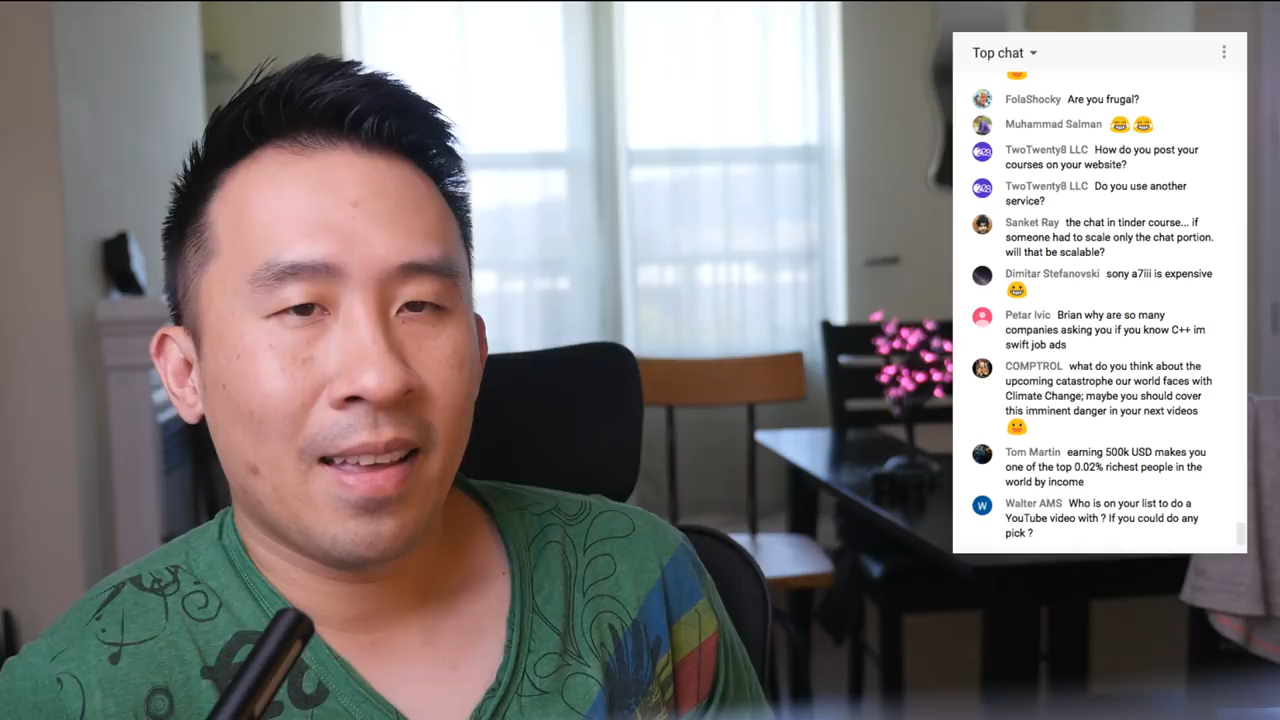 Top chat
FolaShocky Are you frugal?
Muhammad Salman 😂 😂
TwoTwenty8 LLC How do you post your
courses on your website?
TwoTwenty8 LLC Do you use another
service?
Sanket Ray the chat in tinder course... if
someone had to scale only the chat portion.
will that be scalable?
Dimitar Stefanovski sony a7iii is expensive
😀
Petar Ivic Brian why are so many
companies asking you if you know C++ im
swift job ads
COMPTROL what do you think about the
upcoming catastrophe our world faces with
Climate Change; maybe you should cover
this imminent danger in your next videos
😀
Tom Martin earning 500k USD makes you
one of the top 0.02% richest people in the
world by income
W Walter AMS Who is on your list to do a
YouTube video with ? If you could do any
pick ?